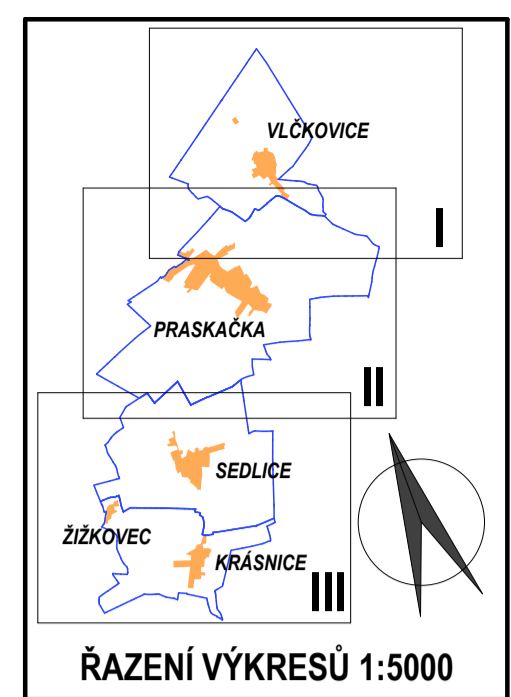 VLČKOVICE
I
PRASKAČKA
II
SEDLICE
ŽIŽKOVEC
KRÁSNICE
III
ŘAZENÍ VÝKRESŮ 1:5000